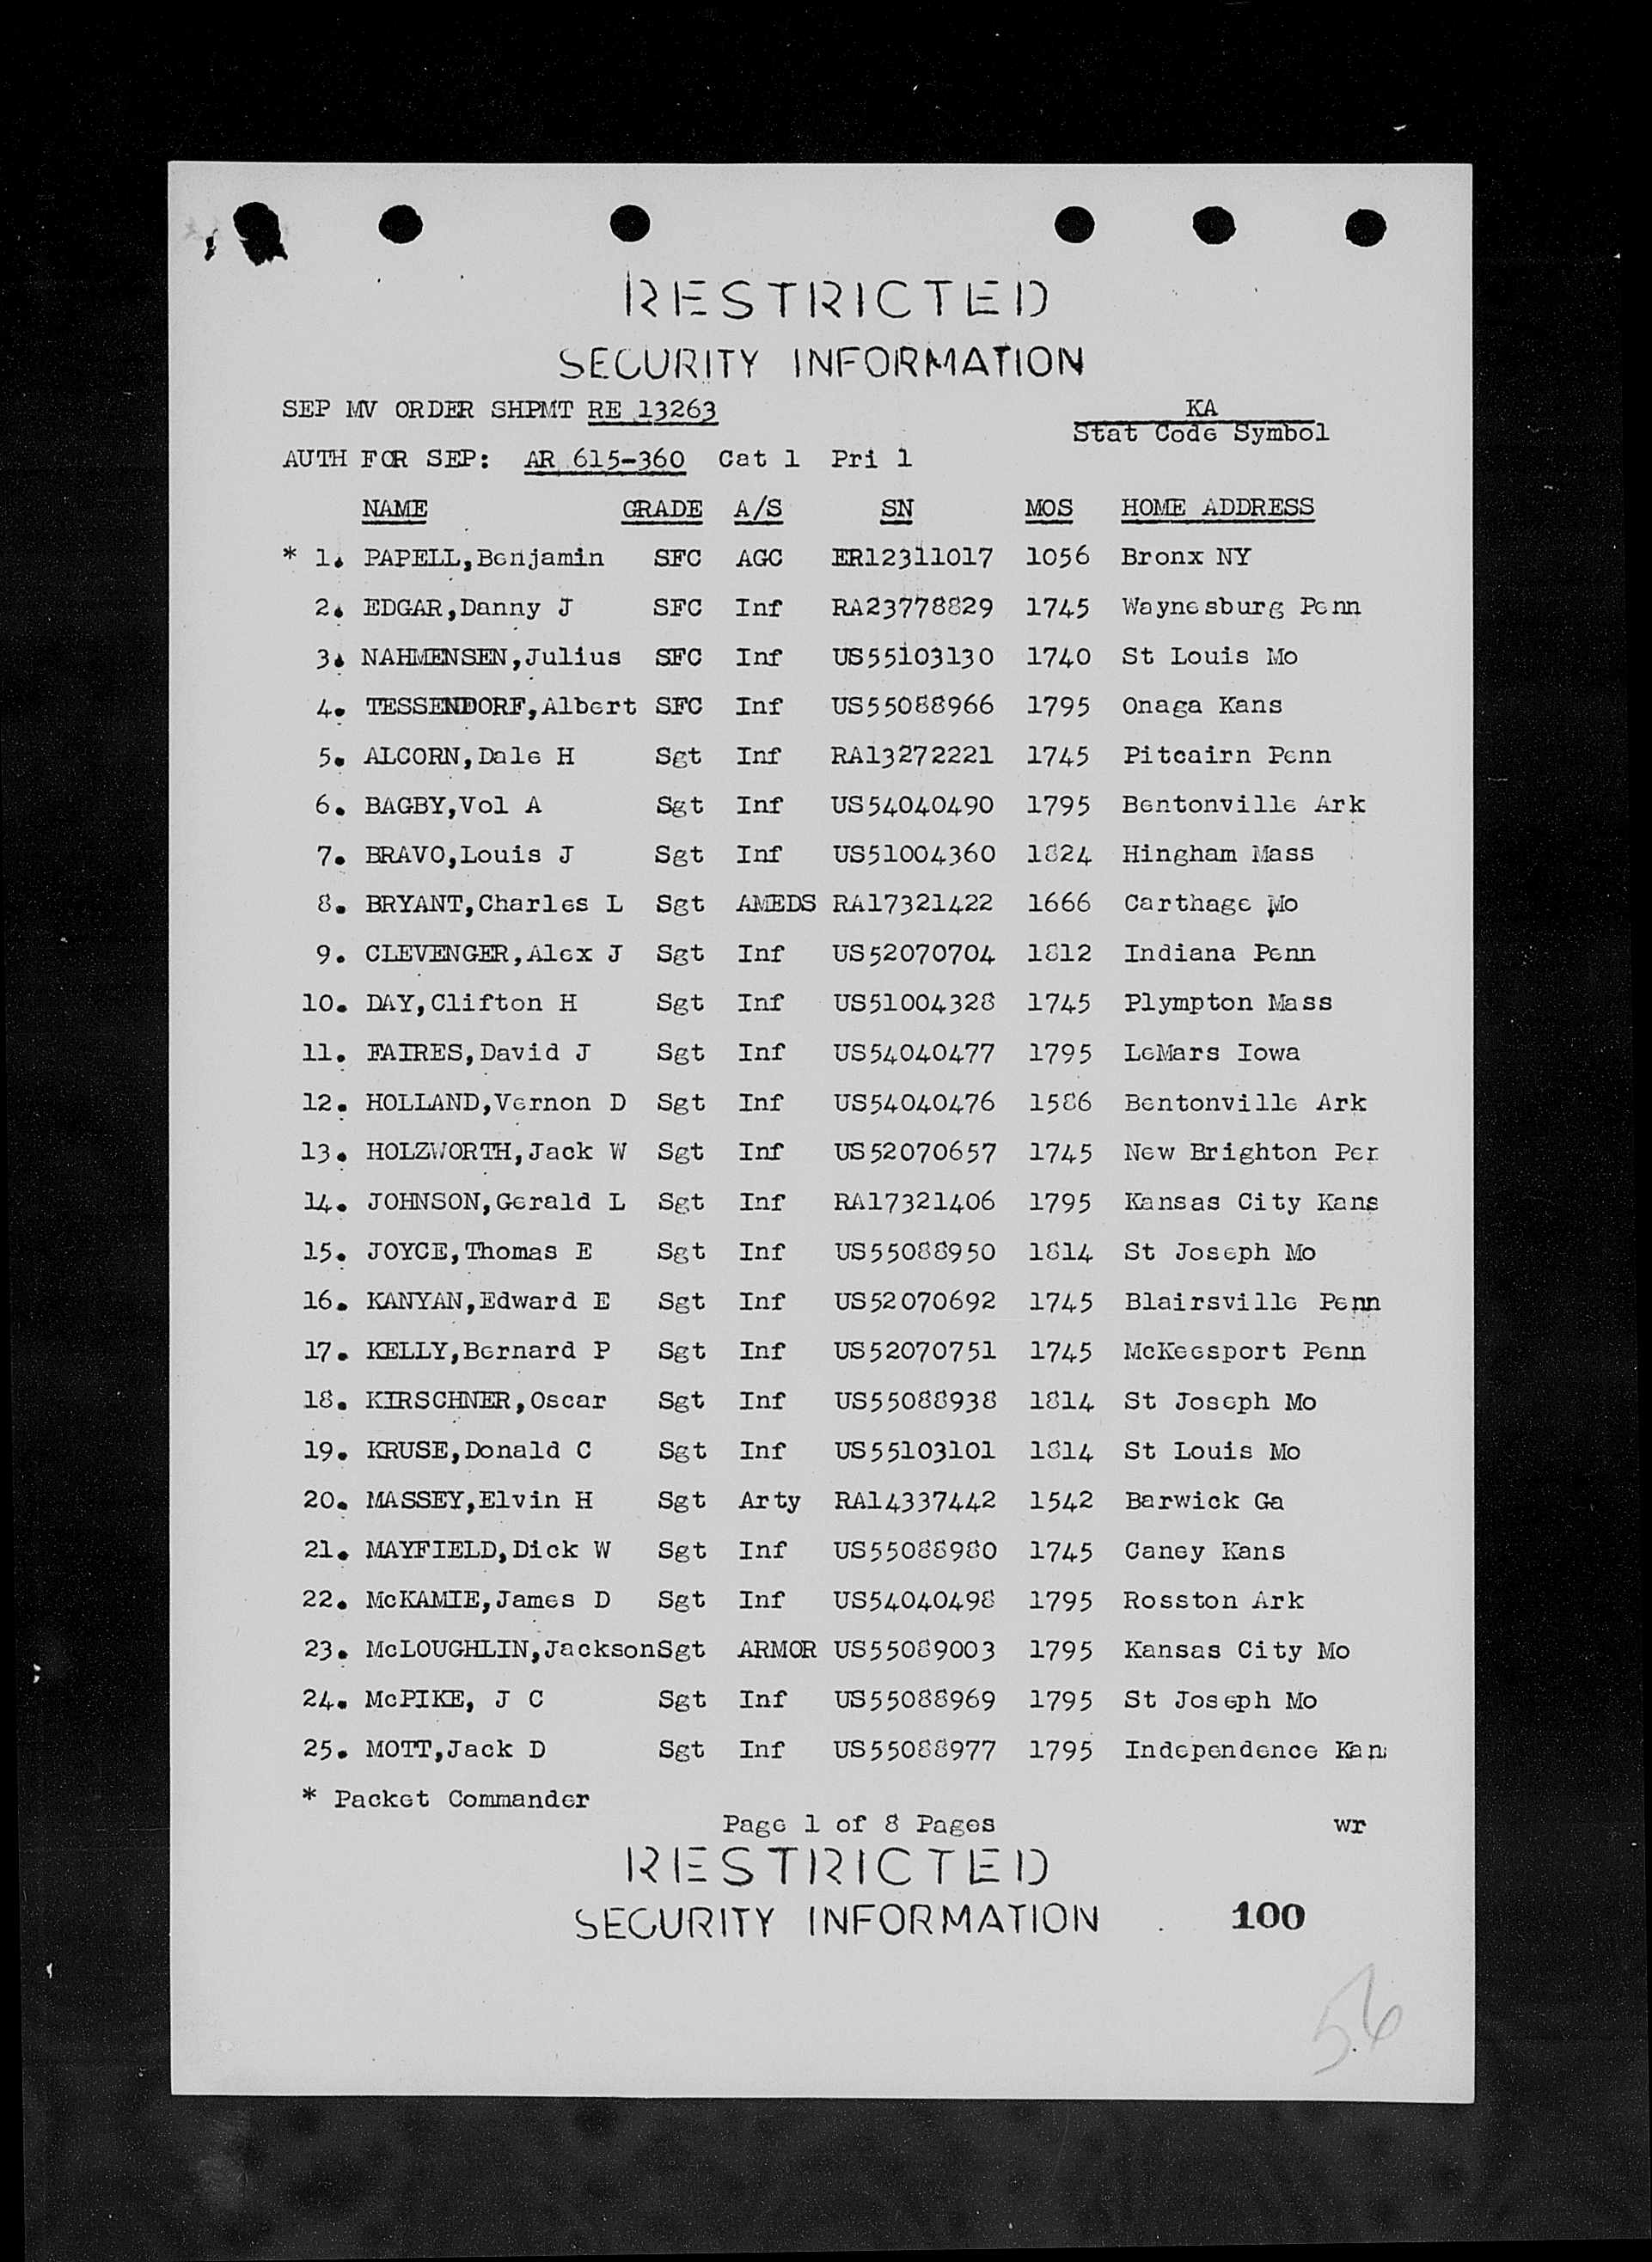 RESTRICTED
SECURITY INFORMATION
SEP MV ORDER SHPMT RE 13263 KA
Stat Code Symbol
AUTH FOR SEP: AR 615-360 Cat 1 Pri 1
NAME GRADE A/S SN MOS HOME ADDRESS
* 1. PAPELL,Benjamin SFC AGC ER12311017 1056 Bronx NY
2. EDGAR,Danny J SFC Inf RA23778829 1745 Waynesburg Penn
3. NAHMENSEN,Julius SFC Inf US55103130 1740 St Louis Mo
4. TESSENDORF,Albert SFC Inf US55088966 1795 Onaga Kans
5. ALCORN,Dale H Sgt Inf RA13272221 1745 Pitcairn Penn
6. BAGBY,Vol A Sgt Inf US54040490 1795 Bentonville Ark
7. BRAVO,Louis J Sgt Inf US51004360 1824 Hingham Mass
8. BRYANT,Charles L Sgt AMEDS RA17321422 1666 Carthage Mo
9. CLEVENGER,Alex J Sgt Inf US52070704 1812 Indiana Penn
10. DAY,Clifton H Sgt Inf US51004328 1745 Plympton Mass
11. FAIRES,David J Sgt Inf US54040477 1795 LeMars Iowa
12. HOLLAND,Vernon D Sgt Inf US54040476 1586 Bentonville Ark
13. HOLZWORTH,Jack W Sgt Inf US52070657 1745 New Brighton Per
14. JOHNSON,Gerald L Sgt Inf RA17321406 1795 Kansas City Kans
15. JOYCE,Thomas E Sgt Inf US55088950 1814 St Joseph Mo
16. KANYAN,Edward E Sgt Inf US52070692 1745 Blairsville Penn
17. KELLY,Bernard P Sgt Inf US52070751 1745 McKeesport Penn
18. KIRSCHNER,Oscar Sgt Inf US55088938 1814 St Joseph Mo
19. KRUSE,Donald C Sgt Inf US55103101 1814 St Louis Mo
20. MASSEY,Elvin H Sgt Arty RA14337442 1542 Barwick Ga
21. MAYFIELD,Dick W Sgt Inf US55088980 1745 Caney Kans
22. McKAMIE,James D Sgt Inf US54040498 1795 Rosston Ark
23. McLOUGHLIN,JacksonSgt ARMOR US55089003 1795 Kansas City Mo
24. McPIKE, J C Sgt Inf US55088969 1795 St Joseph Mo
25. MOTT,Jack D Sgt Inf US55088977 1795 Independence Kan
* Packet Commander
Page 1 of 8 Pages wr
RESTRICTED
SECURITY INFORMATION 100
56